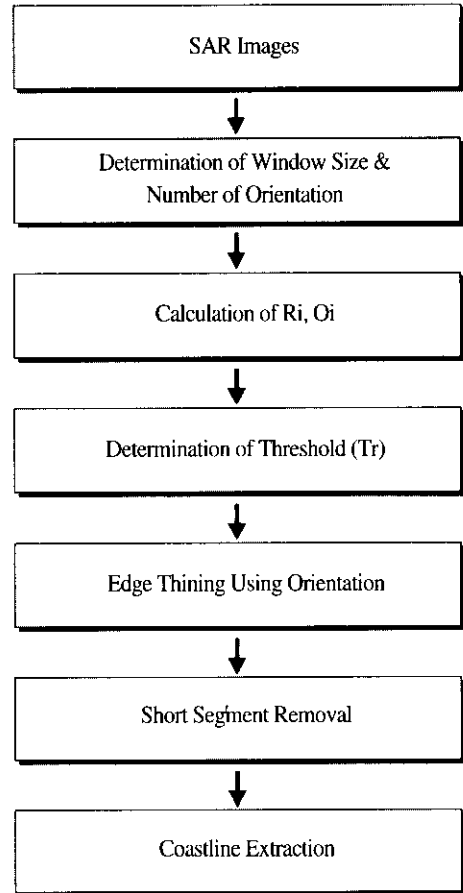 SAR Images
Determination of Window Size &
Number of Orientation
Calculation of Ri, Oi
Determination of Threshold (Tr)
Edge Thining Using Orientation
Short Segment Removal
Coastline Extraction